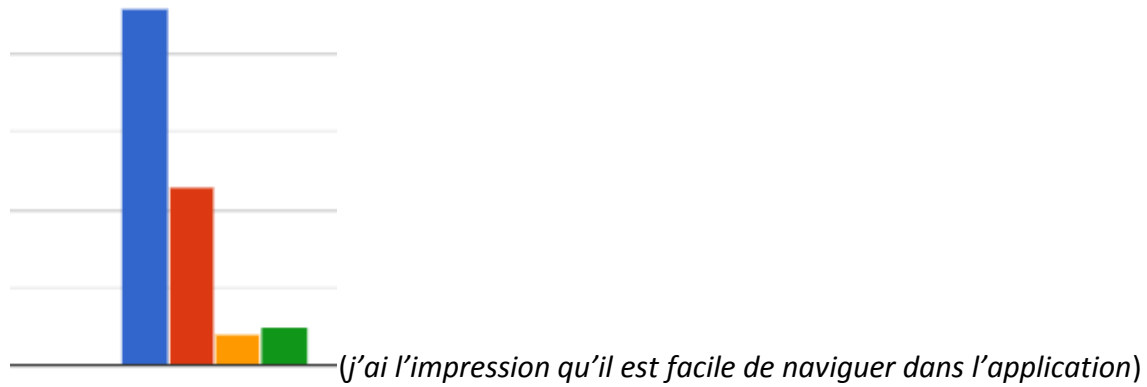 (j’ai l’impression qu’il est facile de naviguer dans l’application)